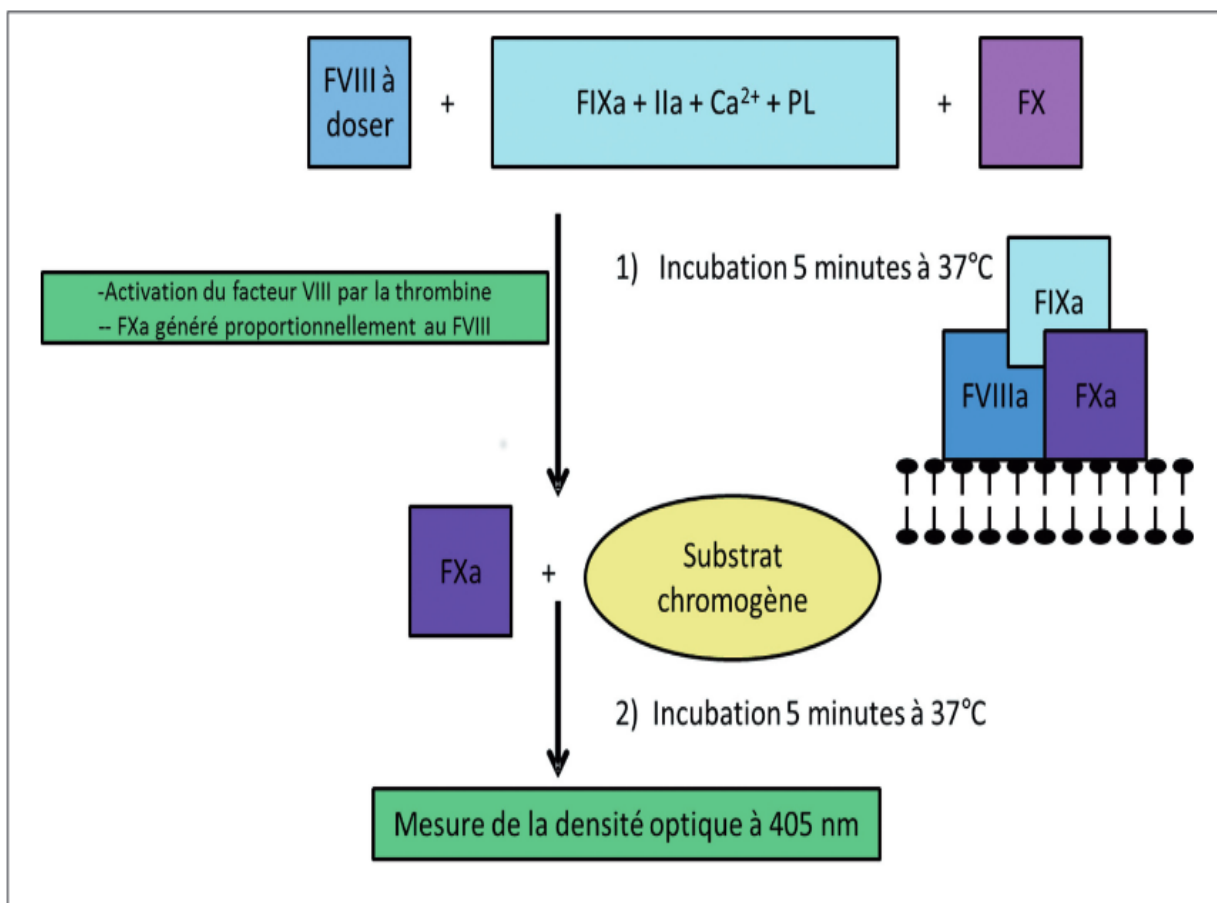 FVIII à
doser
+
FIXa + IIa + Ca²⁺ + PL
+
FX
-Activation du facteur VIII par la thrombine
-- FXa généré proportionnellement au FVIII
1) Incubation 5 minutes à 37°C
FIXa
FVIIIa
FXa
FXa
+
Substrat
chromogène
2) Incubation 5 minutes à 37°C
Mesure de la densité optique à 405 nm